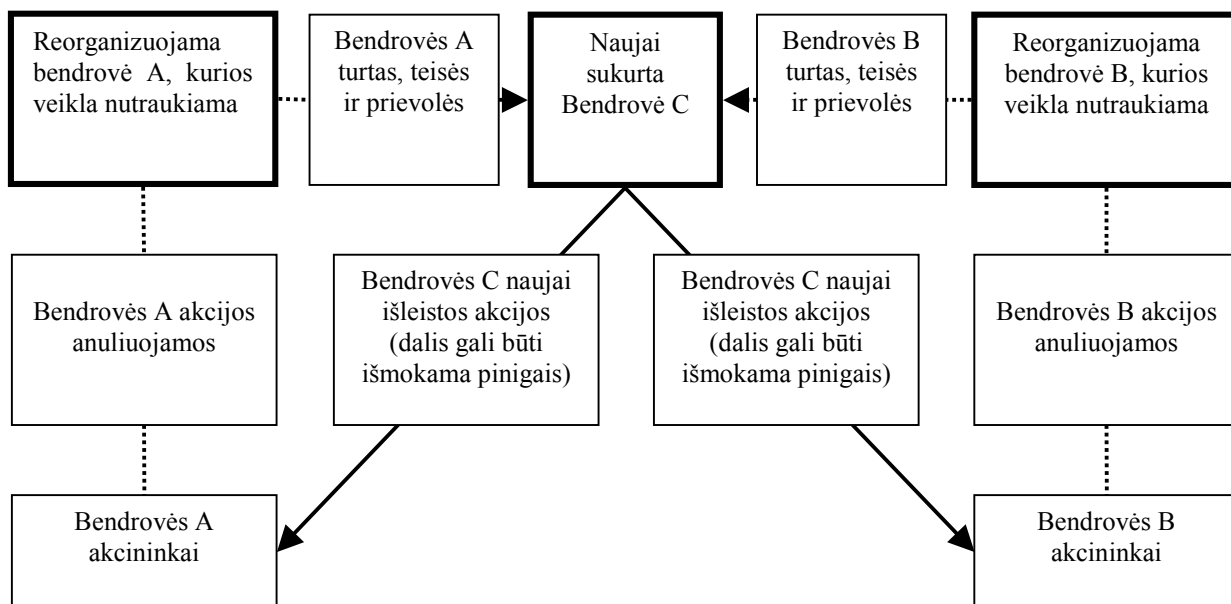 Reorganizuojama
bendrovė A, kurios
veikla nutraukiama
Bendrovės A
turtas, teisės
ir prievolės
Naujai
sukurta
Bendrovė C
Bendrovės B
turtas, teisės
ir prievolės
Reorganizuojama
bendrovė B, kurios
veikla nutraukiama
Bendrovės A akcijos
anuliuojamos
Bendrovės C naujai
išleistos akcijos
(dalis gali būti
išmokama pinigais)
Bendrovės C naujai
išleistos akcijos
(dalis gali būti
išmokama pinigais)
Bendrovės B akcijos
anuliuojamos
Bendrovės A
akcininkai
Bendrovės B
akcininkai